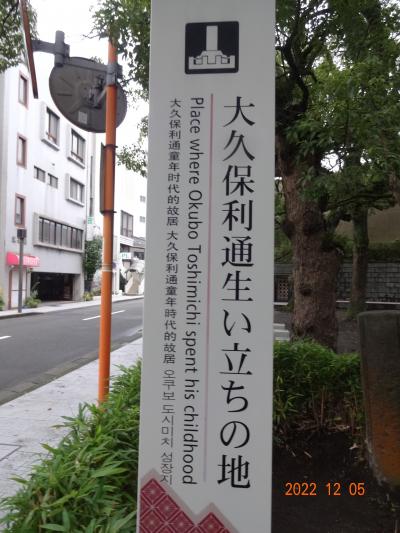 大久保利通生い立ちの地
Place where Okubo Toshimichi spent his childhood
大久保利通童年时代的故居 大久保利通童年時代的故居 오쿠보 도시미치 성장지
2022 12 05